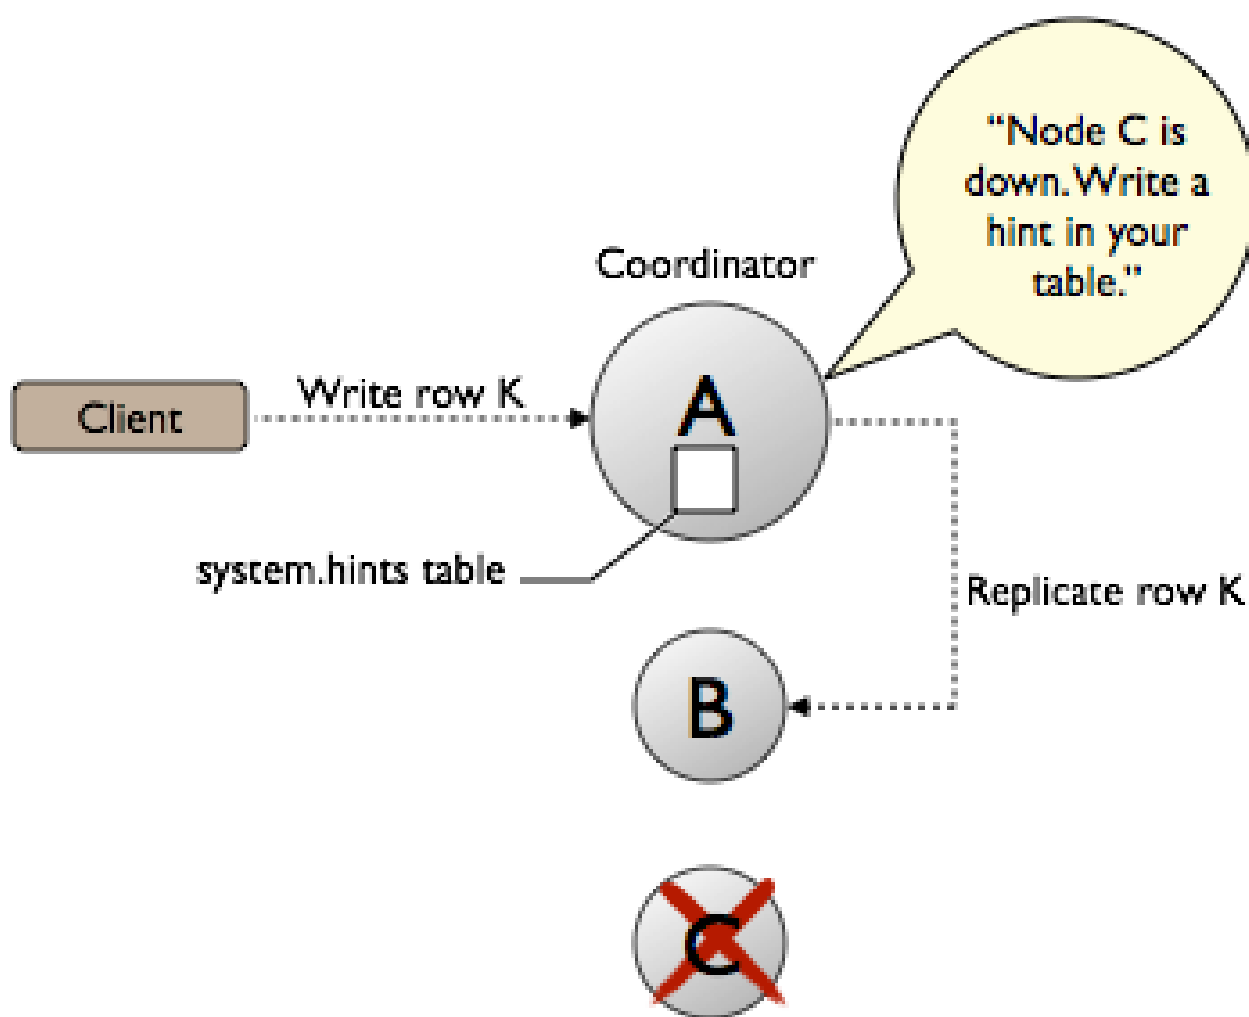 “Node C is
down. Write a
hint in your
table.”
Coordinator
Client
Write row K
A
system.hints table
Replicate row K
B
C